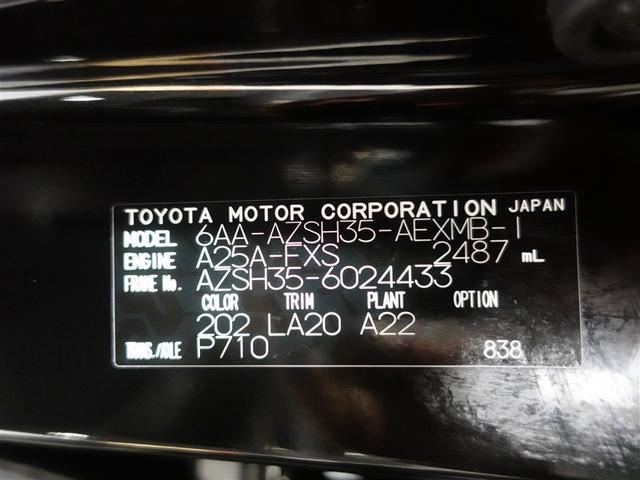 TOYOTA MOTOR CORPORATION JAPAN
MODEL 6AA-AZSH35-AEXMB-I
ENGINE A25A-FXS 2487 mL
FRAME No. AZSH35-6024433
COLOR TRIM PLANT OPTION
202 LA20 A22
TRANS./AXLE P710 838